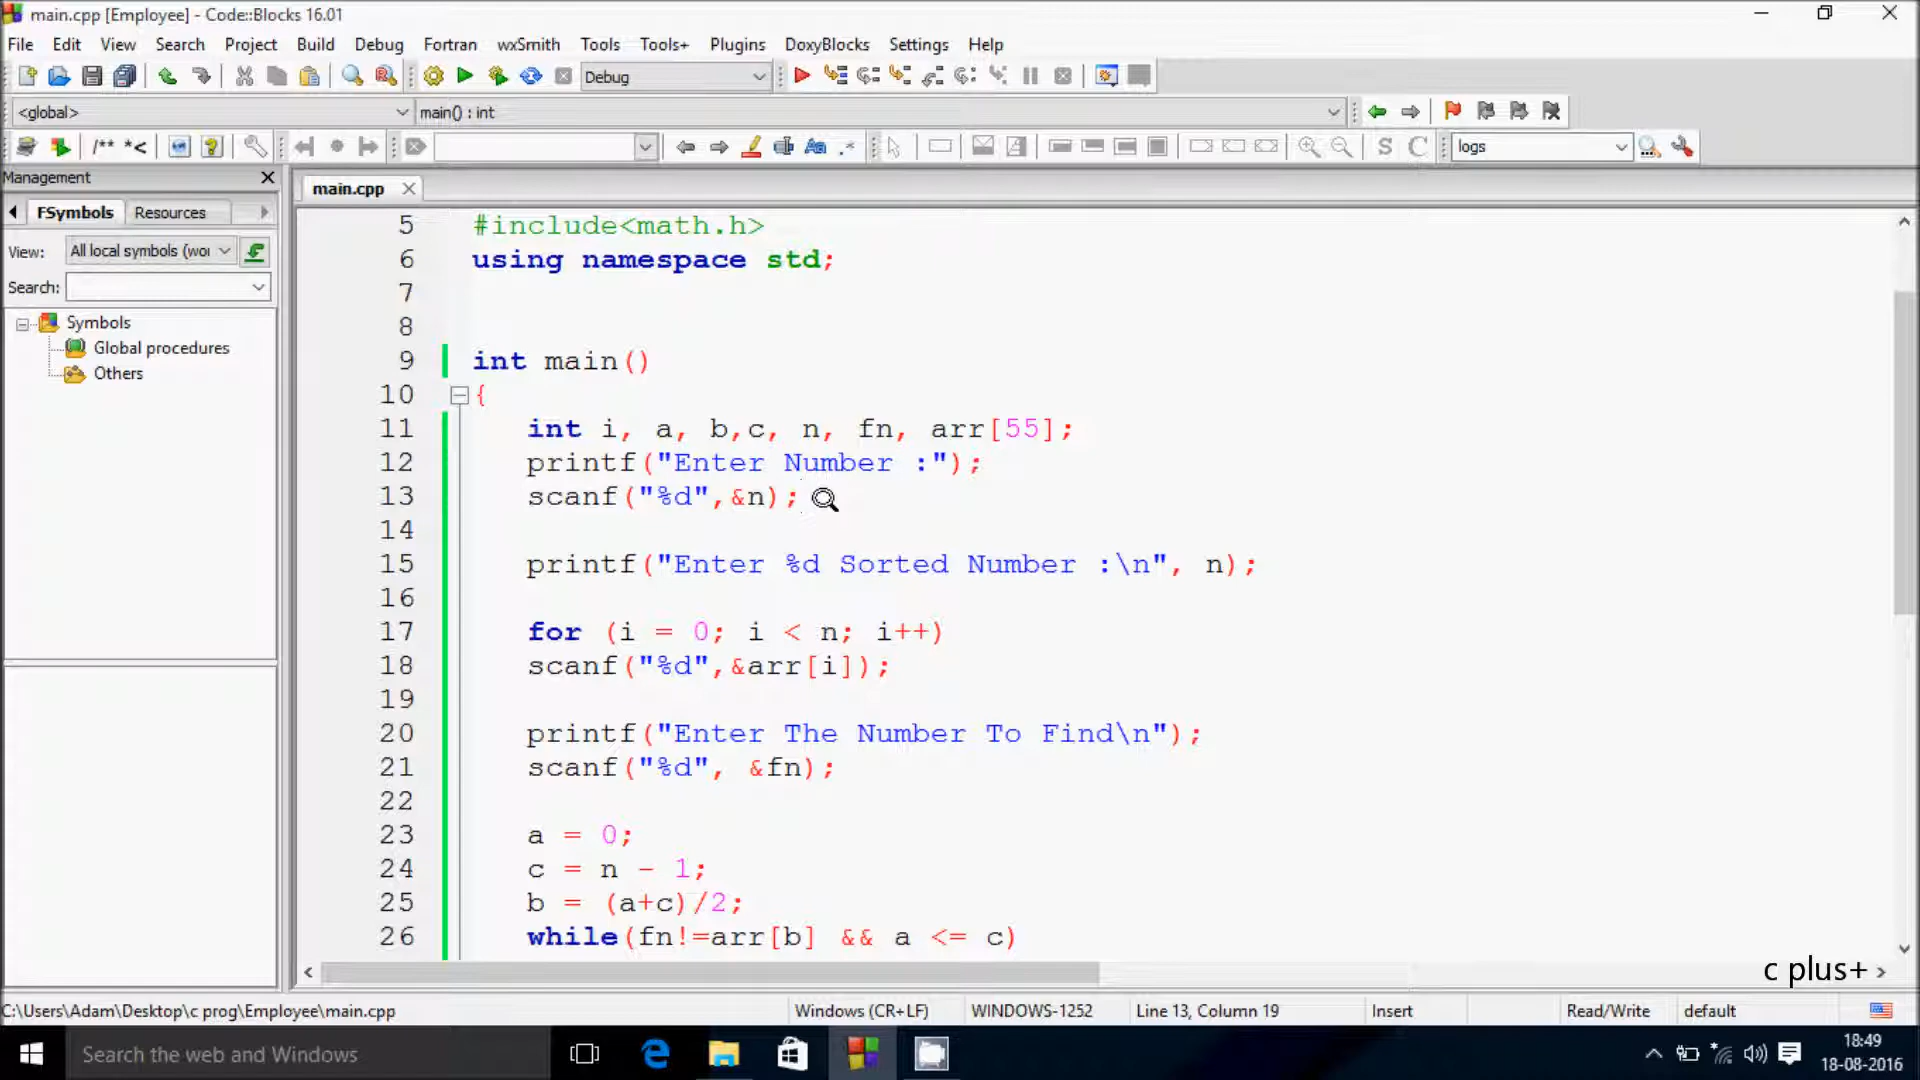 main.cpp [Employee] - Code::Blocks 16.01
File Edit View Search Project Build Debug Fortran wxSmith Tools Tools+ Plugins DoxyBlocks Settings Help
Debug
<global> main() : int
/** *< logs
Management
FSymbols Resources
main.cpp
View: All local symbols (wor
Search:
Symbols
Global procedures
Others
5 #include<math.h>
6 using namespace std;
7
8
9 int main()
10 {
11 int i, a, b,c, n, fn, arr[55];
12 printf("Enter Number :");
13 scanf("%d",&n);
14
15 printf("Enter %d Sorted Number :\n", n);
16
17 for (i = 0; i < n; i++)
18 scanf("%d",&arr[i]);
19
20 printf("Enter The Number To Find\n");
21 scanf("%d", &fn);
22
23 a = 0;
24 c = n - 1;
25 b = (a+c)/2;
26 while(fn!=arr[b] && a <= c)
c plus+
C:\Users\Adam\Desktop\c prog\Employee\main.cpp Windows (CR+LF) WINDOWS-1252 Line 13, Column 19 Insert Read/Write default
Search the web and Windows
18:49
18-08-2016